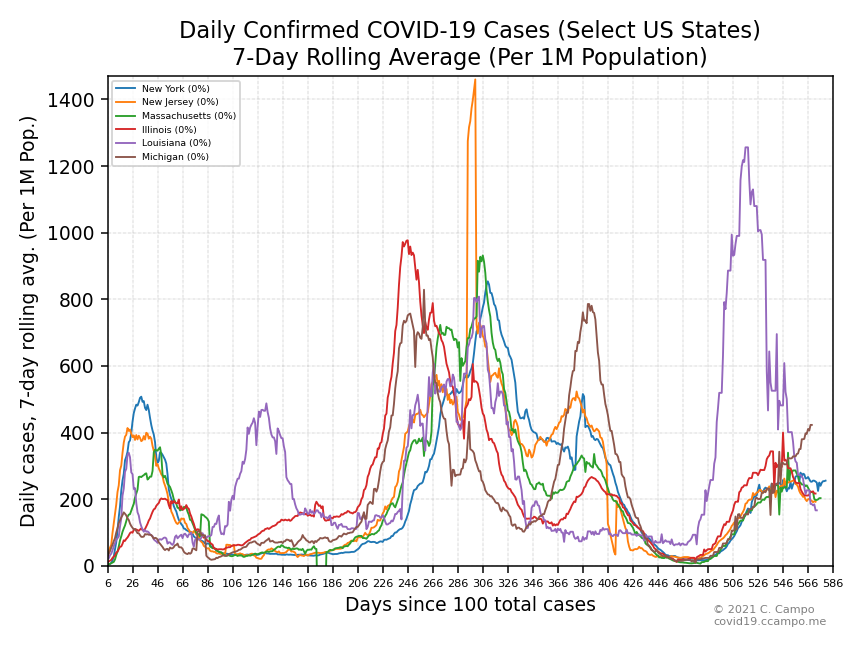 Daily Confirmed COVID-19 Cases (Select US States)
7-Day Rolling Average (Per 1M Population)
Daily cases, 7-day rolling avg. (Per 1M Pop.)
1400
1200
1000
800
600
400
200
0
New York (0%)
New Jersey (0%)
Massachusetts (0%)
Illinois (0%)
Louisiana (0%)
Michigan (0%)
6 26 46 66 86 106 126 146 166 186 206 226 246 266 286 306 326 346 366 386 406 426 446 466 486 506 526 546 566 586
Days since 100 total cases
© 2021 C. Campo
covid19.ccampo.me